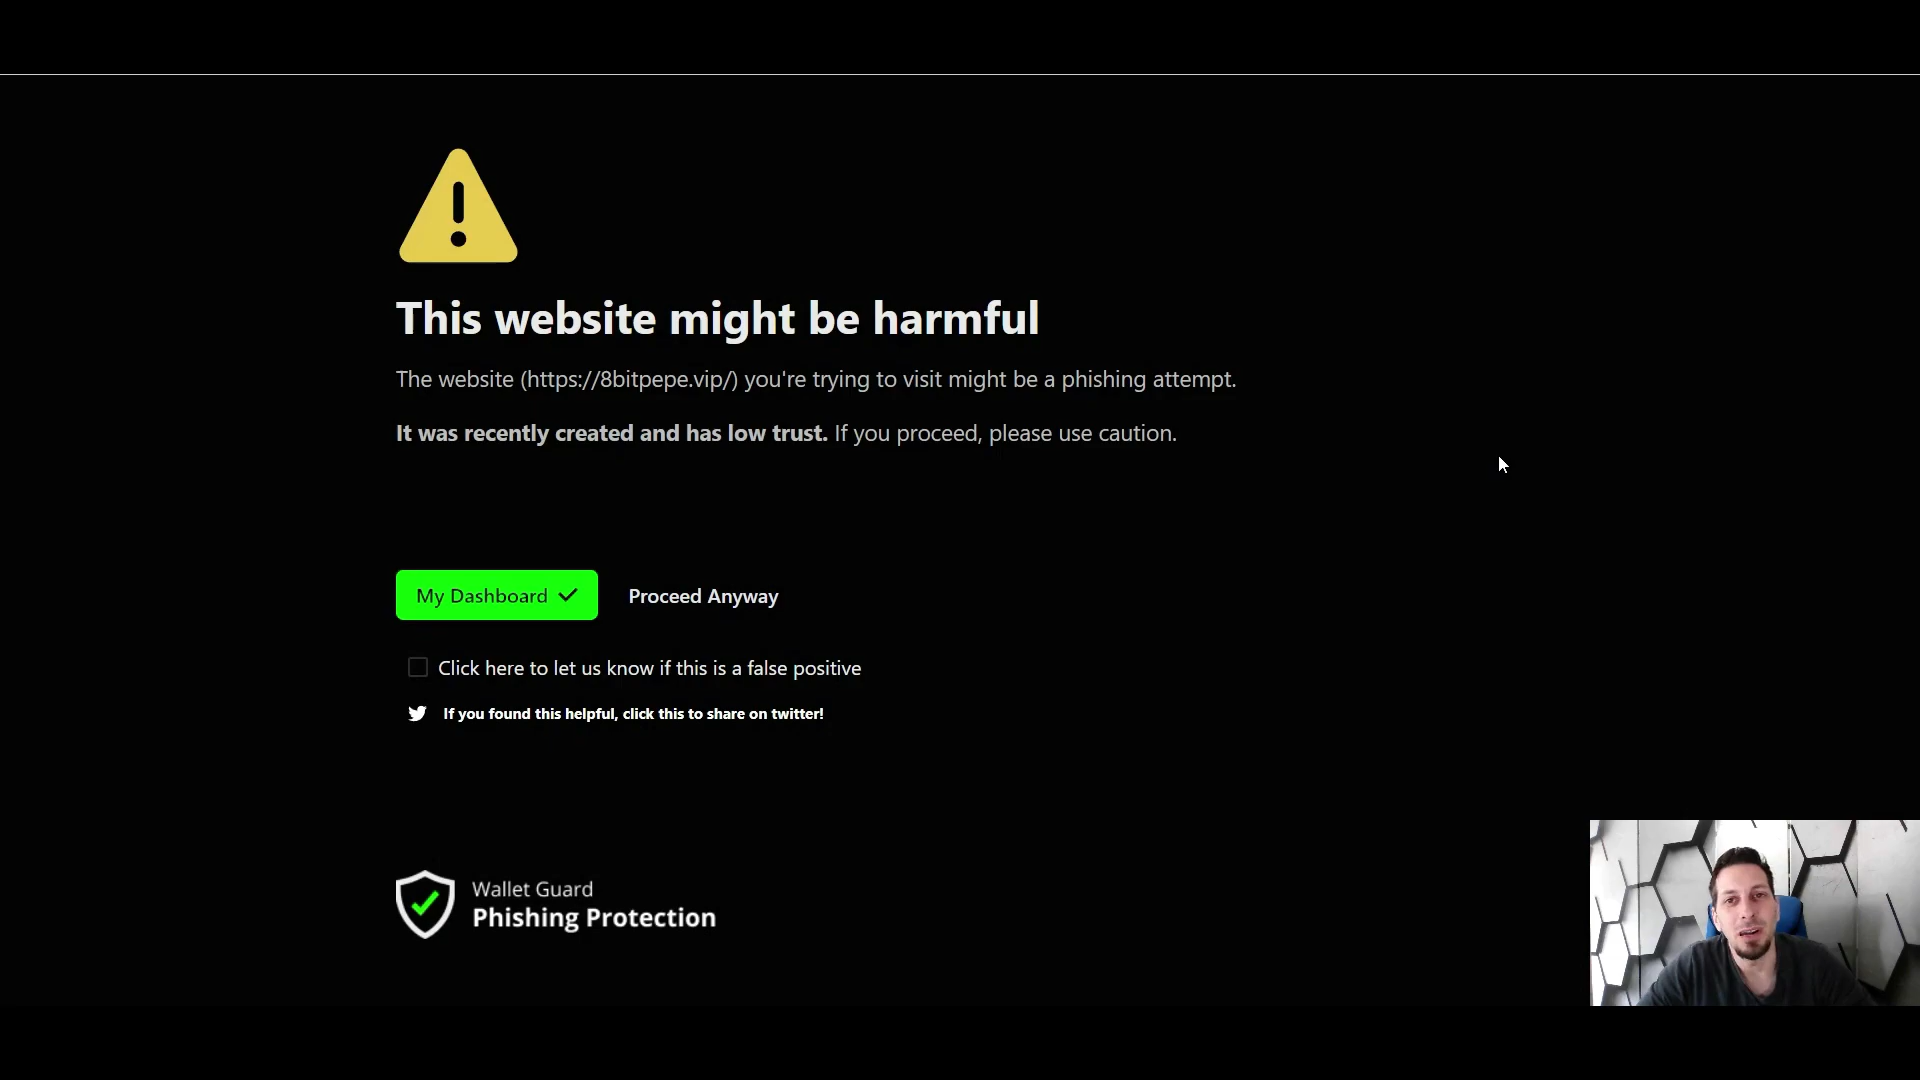 This website might be harmful
The website (https://8bitpepe.vip/) you're trying to visit might be a phishing attempt.
It was recently created and has low trust. If you proceed, please use caution.
My Dashboard Proceed Anyway
Click here to let us know if this is a false positive
If you found this helpful, click this to share on twitter!
Wallet Guard
Phishing Protection